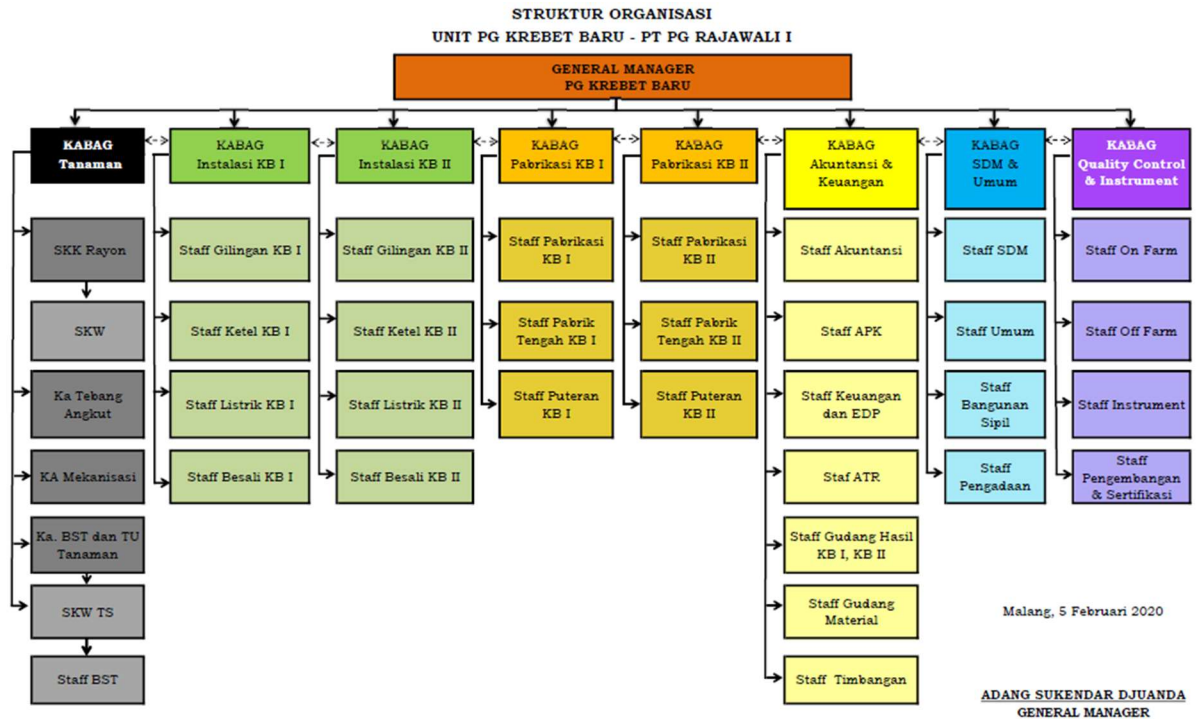 STRUKTUR ORGANISASI
UNIT PG KREBET BARU - PT PG RAJAWALI I
GENERAL MANAGER
PG KREBET BARU
KABAG
Tanaman
KABAG
Instalasi KB I
KABAG
Instalasi KB II
KABAG
Pabrikasi KB I
KABAG
Pabrikasi KB II
KABAG
Akuntansi &
Keuangan
KABAG
SDM &
Umum
KABAG
Quality Control
& Instrument
SKK Rayon
Staff Gilingan KB I
Staff Gilingan KB II
Staff Pabrikasi
KB I
Staff Pabrikasi
KB II
Staff Akuntansi
Staff SDM
Staff On Farm
SKW
Staff Ketel KB I
Staff Ketel KB II
Staff Pabrik
Tengah KB I
Staff Pabrik
Tengah KB II
Staff APK
Staff Umum
Staff Off Farm
Ka Tebang
Angkut
Staff Listrik KB I
Staff Listrik KB II
Staff Puteran
KB I
Staff Puteran
KB II
Staff Keuangan
dan EDP
Staff
Bangunan
Sipil
Staff Instrument
KA Mekanisasi
Staff Besali KB I
Staff Besali KB II
Staf ATR
Staff
Pengadaan
Staff
Pengembangan
& Sertifikasi
Ka. BST dan TU
Tanaman
Staff Gudang Hasil
KB I, KB II
SKW TS
Staff Gudang
Material
Malang, 5 Februari 2020
Staff BST
Staff Timbangan
ADANG SUKENDAR DJUANDA
GENERAL MANAGER